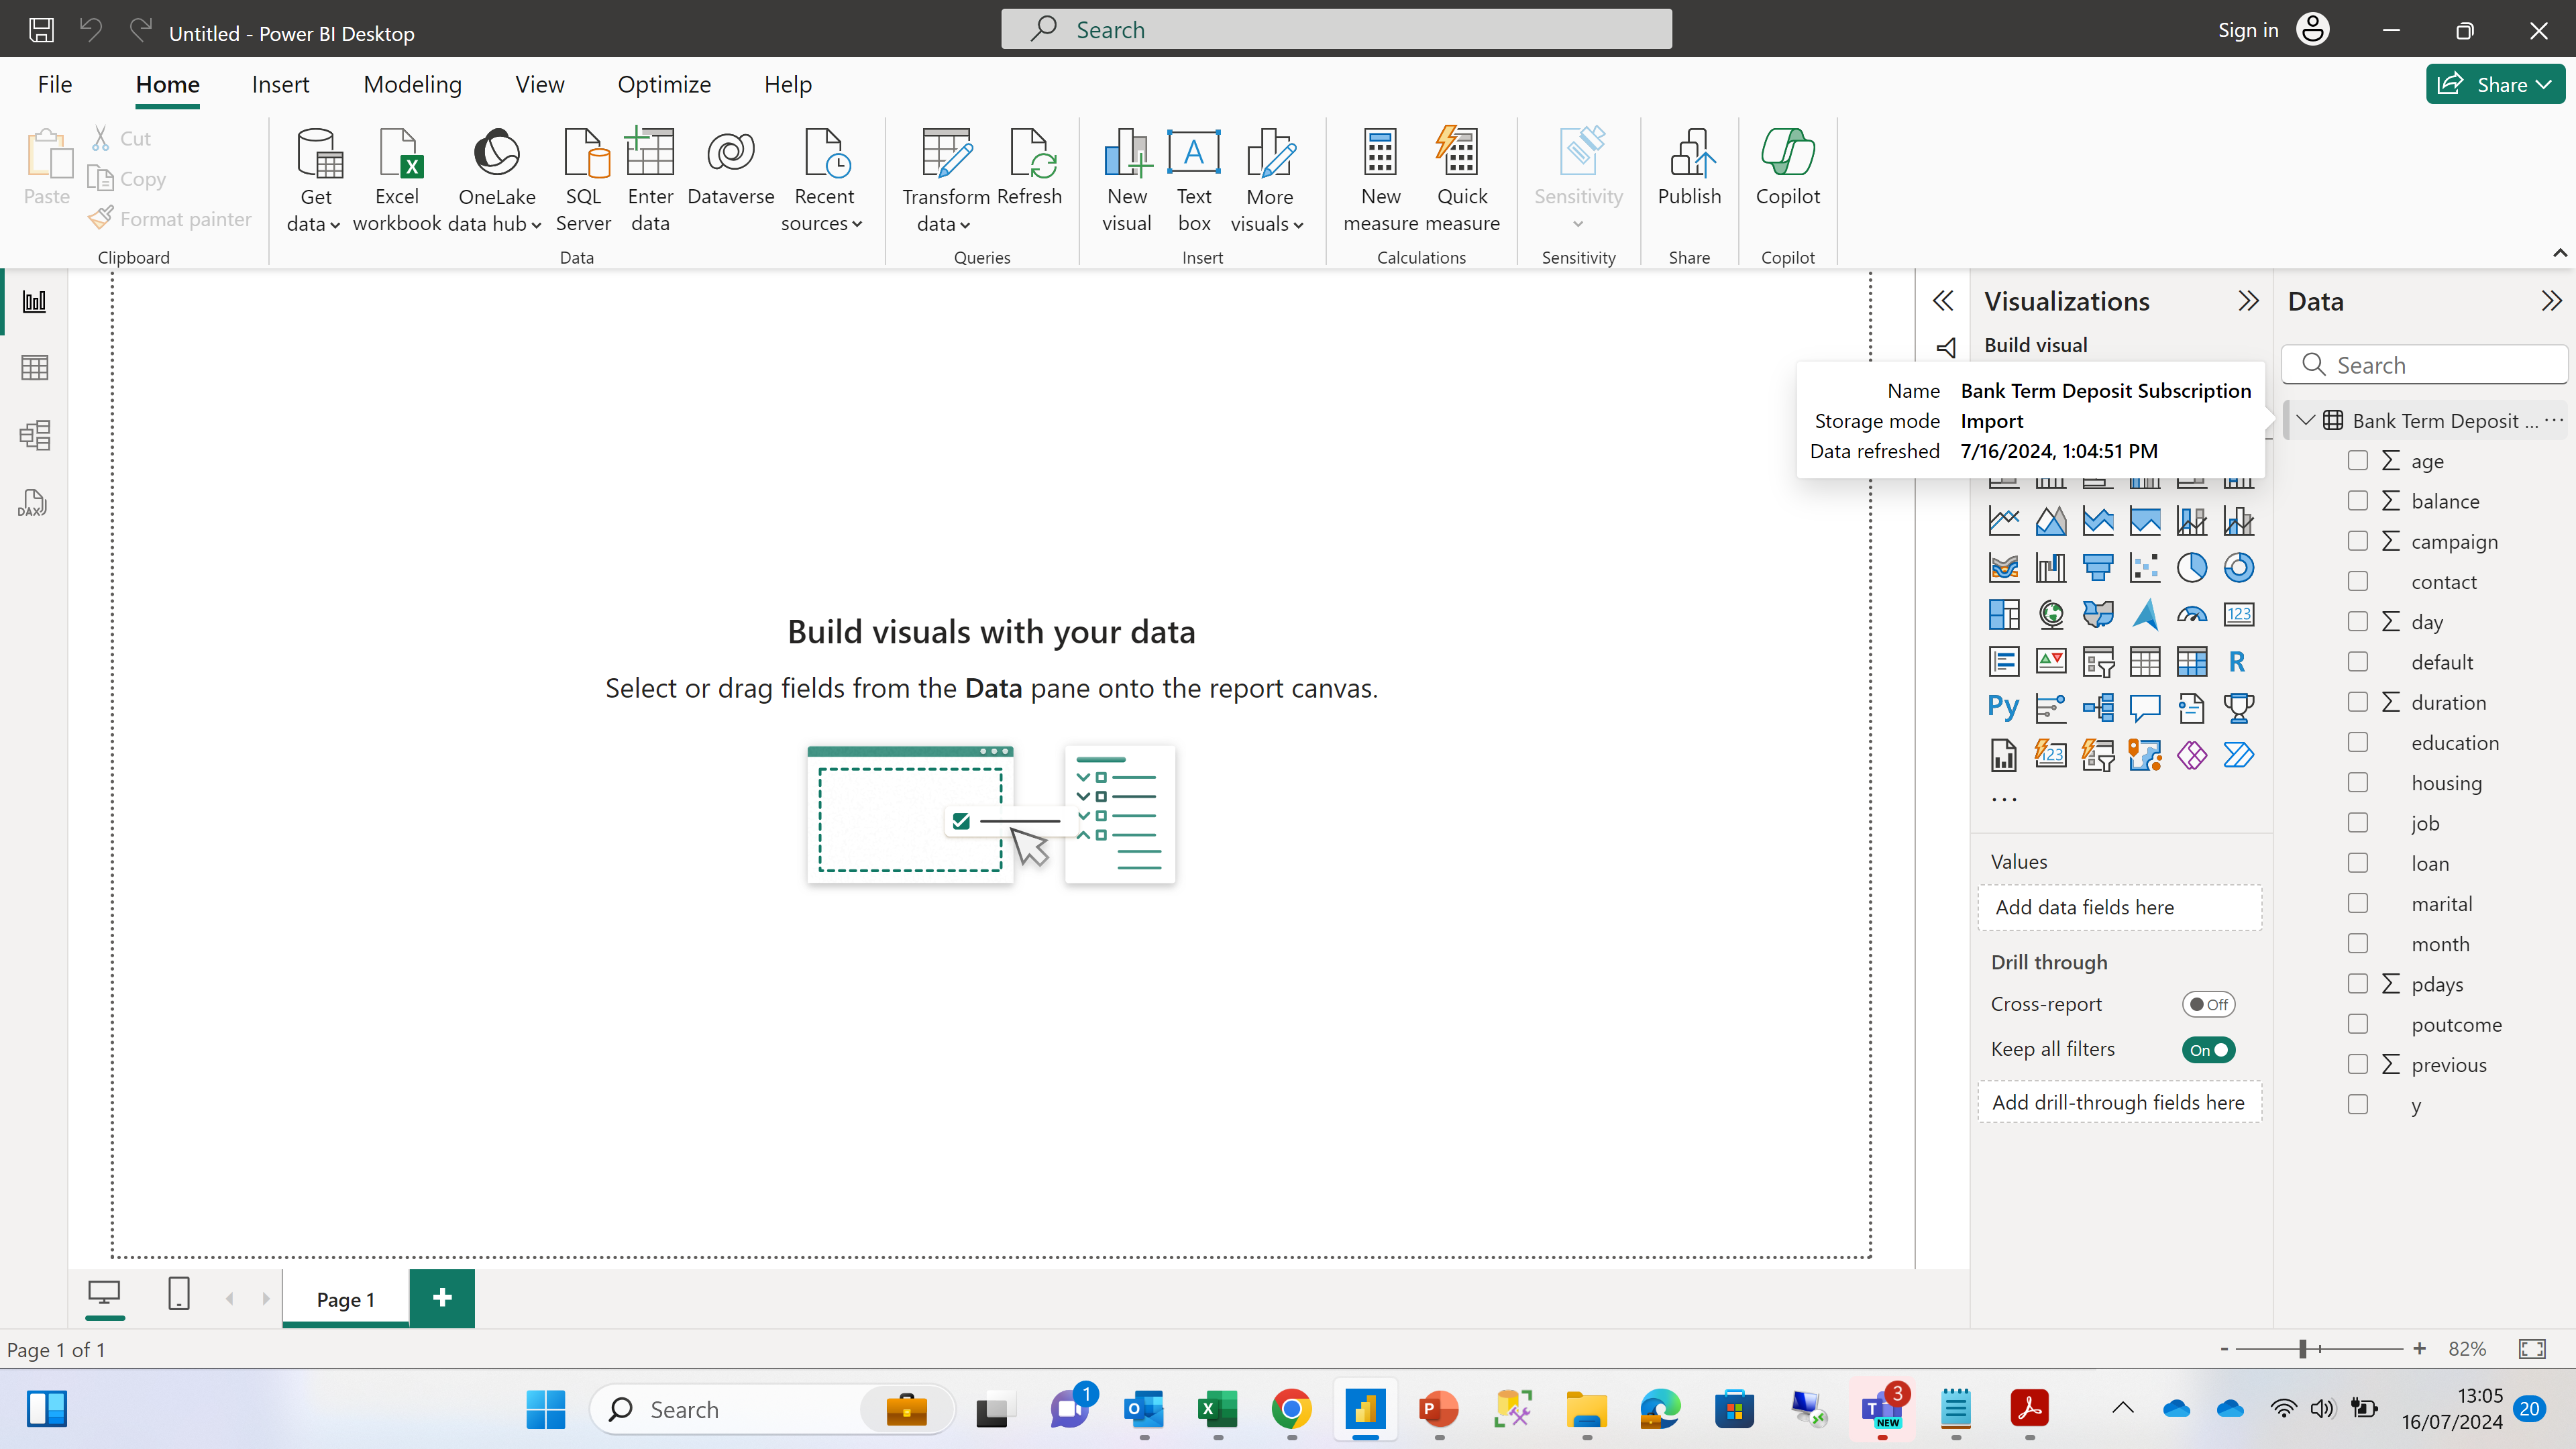 Untitled - Power BI Desktop
Search
Sign in
File Home Insert Modeling View Optimize Help
Share
Paste
Cut
Copy
Format painter
Clipboard
Get data
Excel workbook
OneLake data hub
SQL Server
Enter data
Dataverse
Recent sources
Data
Transform data
Refresh
Queries
New visual
Text box
More visuals
Insert
New measure
Quick measure
Calculations
Sensitivity
Sensitivity
Publish
Share
Copilot
Copilot
DAX
Build visuals with your data
Select or drag fields from the Data pane onto the report canvas.
Visualizations
Build visual
Name Bank Term Deposit Subscription
Storage mode Import
Data refreshed 7/16/2024, 1:04:51 PM
123
R
Py
123
Values
Add data fields here
Drill through
Cross-report Off
Keep all filters On
Add drill-through fields here
Data
Search
Bank Term Deposit ...
age
balance
campaign
contact
day
default
duration
education
housing
job
loan
marital
month
pdays
poutcome
previous
y
Page 1
Page 1 of 1
82%
Search
1
3
NEW
13:05
16/07/2024
20